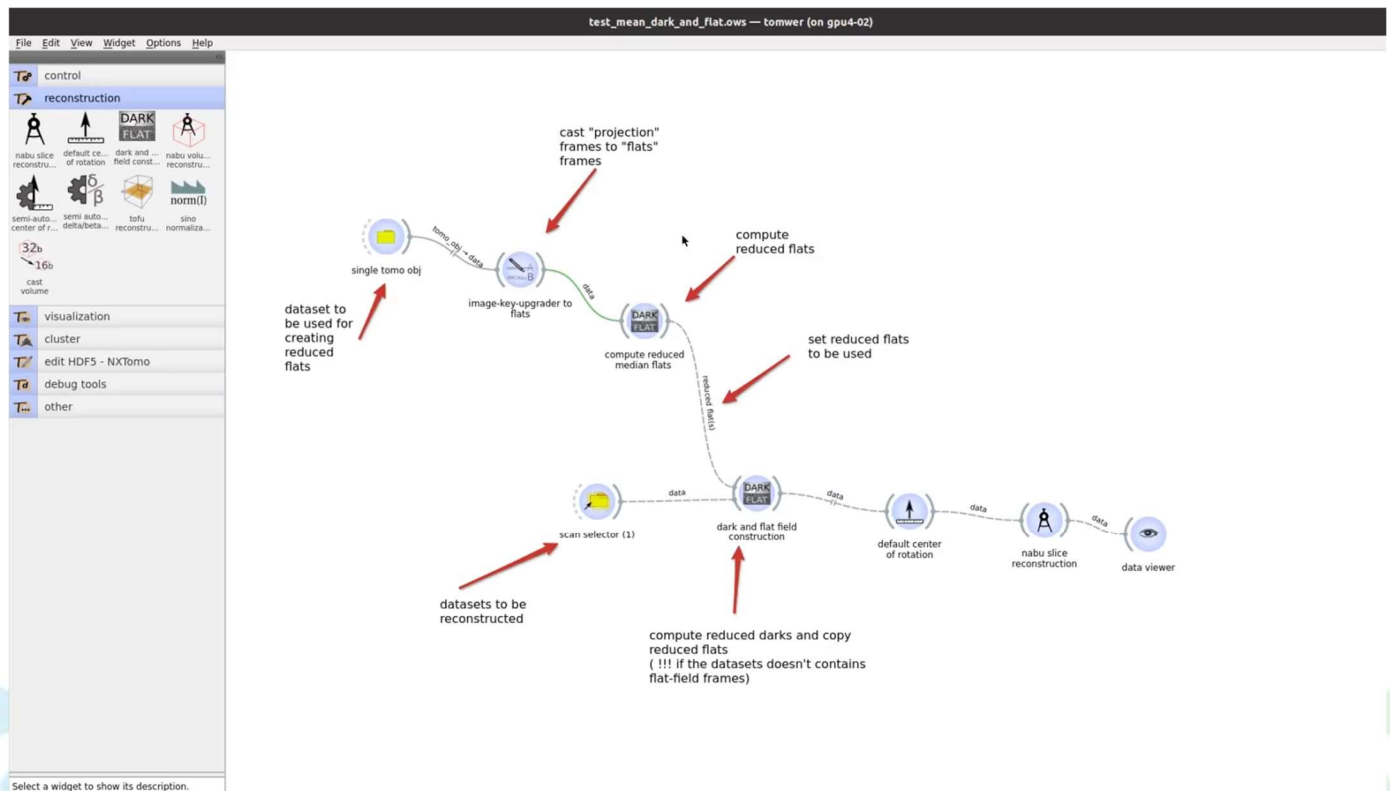 test_mean_dark_and_flat.ows — tomwer (on gpu4-02)
File Edit View Widget Options Help
control
reconstruction
nabu slice
reconstru...
default ce...
of rotation
DARK
FLAT
dark and ...
field const...
nabu volu...
reconstru...
semi-auto...
center of r...
δ
β
semi auto...
delta/beta...
tofu
reconstru...
norm(I)
sino
normaliza...
32b
16b
cast
volume
visualization
cluster
edit HDF5 - NXTomo
debug tools
other
Select a widget to show its description.
cast "projection"
frames to "flats"
frames
compute
reduced flats
tomo_obj → data
single tomo obj
B
image-key-upgrader to
flats
data
DARK
FLAT
compute reduced
median flats
dataset to
be used for
creating
reduced
flats
set reduced flats
to be used
reduced flat(s)
scan selector (1)
data
DARK
FLAT
dark and flat field
construction
data
default center
of rotation
data
nabu slice
reconstruction
data
data viewer
datasets to be
reconstructed
compute reduced darks and copy
reduced flats
( !!! if the datasets doesn't contains
flat-field frames)